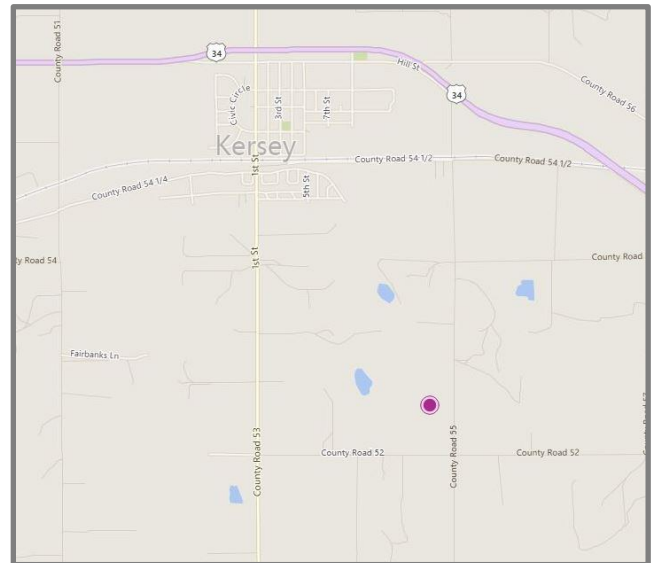 County Road 51
34
Hill St
34
County Road 56
Civic Circle
3rd St
7th St
Kersey
1st St
County Road 54 1/2
County Road 54 1/2
County Road 54 1/4
5th St
1st St
ty Road 54
County Road
Fairbanks Ln
County Road 53
County Road 52
County Road 55
County Road 52